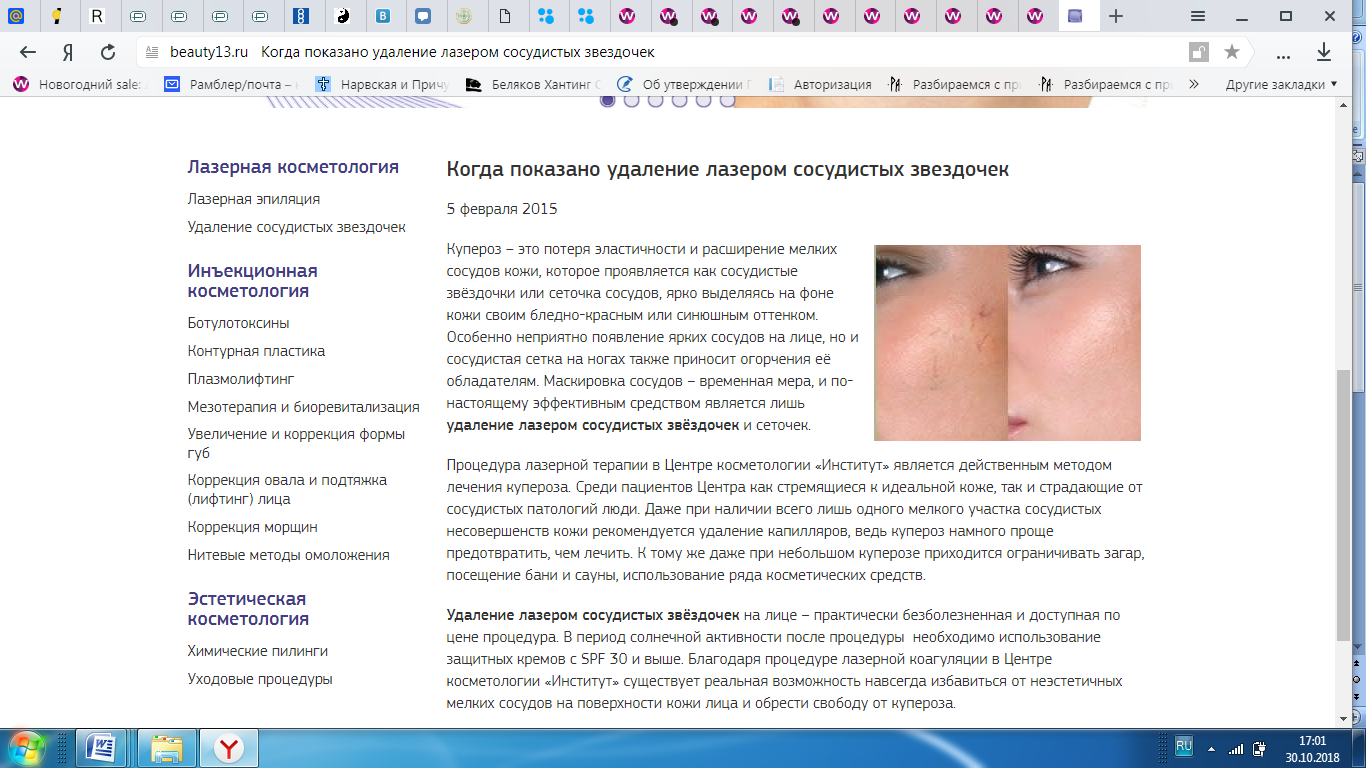 beauty13.ru Когда показано удаление лазером сосудистых звездочек
Новогодний sale:
Рамблер/почта –
Нарвская и Причу
Беляков Хантинг
Об утверждении
Авторизация
Разбираемся с
Разбираемся с
Другие закладки
Лазерная косметология
Лазерная эпиляция
Удаление сосудистых звездочек
Инъекционная
косметология
Ботулотоксины
Контурная пластика
Плазмолифтинг
Мезотерапия и биоревитализация
Увеличение и коррекция формы
губ
Коррекция овала и подтяжка
(лифтинг) лица
Коррекция морщин
Нитевые методы омоложения
Эстетическая
косметология
Химические пилинги
Уходовые процедуры
Когда показано удаление лазером сосудистых звездочек
5 февраля 2015
Купероз – это потеря эластичности и расширение мелких
сосудов кожи, которое проявляется как сосудистые
звёздочки или сеточка сосудов, ярко выделяясь на фоне
кожи своим бледно-красным или синюшным оттенком.
Особенно неприятно появление ярких сосудов на лице, но и
сосудистая сетка на ногах также приносит огорчения её
обладателям. Маскировка сосудов – временная мера, и по-
настоящему эффективным средством является лишь
удаление лазером сосудистых звёздочек и сеточек.
Процедура лазерной терапии в Центре косметологии «Институт» является действенным методом
лечения купероза. Среди пациентов Центра как стремящиеся к идеальной коже, так и страдающие от
сосудистых патологий люди. Даже при наличии всего лишь одного мелкого участка сосудистых
несовершенств кожи рекомендуется удаление капилляров, ведь купероз намного проще
предотвратить, чем лечить. К тому же даже при небольшом куперозе приходится ограничивать загар,
посещение бани и сауны, использование ряда косметических средств.
Удаление лазером сосудистых звёздочек на лице – практически безболезненная и доступная по
цене процедура. В период солнечной активности после процедуры необходимо использование
защитных кремов с SPF 30 и выше. Благодаря процедуре лазерной коагуляции в Центре
косметологии «Институт» существует реальная возможность навсегда избавиться от неэстетичных
мелких сосудов на поверхности кожи лица и обрести свободу от купероза.
RU
17:01
30.10.2018